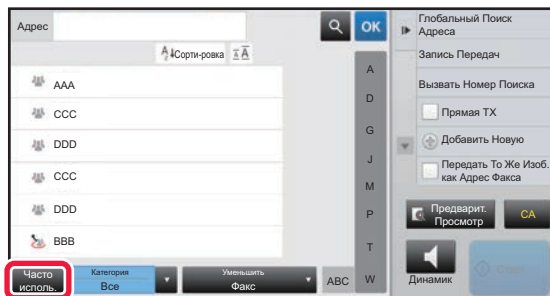 Адрес
OK
Сорти-ровка
AAA
CCC
DDD
CCC
DDD
BBB
A
D
G
J
M
P
T
W
Часто
исполь.
Категория
Все
Уменьшить
Факс
ABC
Глобальный Поиск
Адреса
Запись Передач
Вызвать Номер Поиска
Прямая TX
Добавить Новую
Передать То Же Изоб.
как Адрес Факса
Предварит.
Просмотр
CA
Динамик
Старт